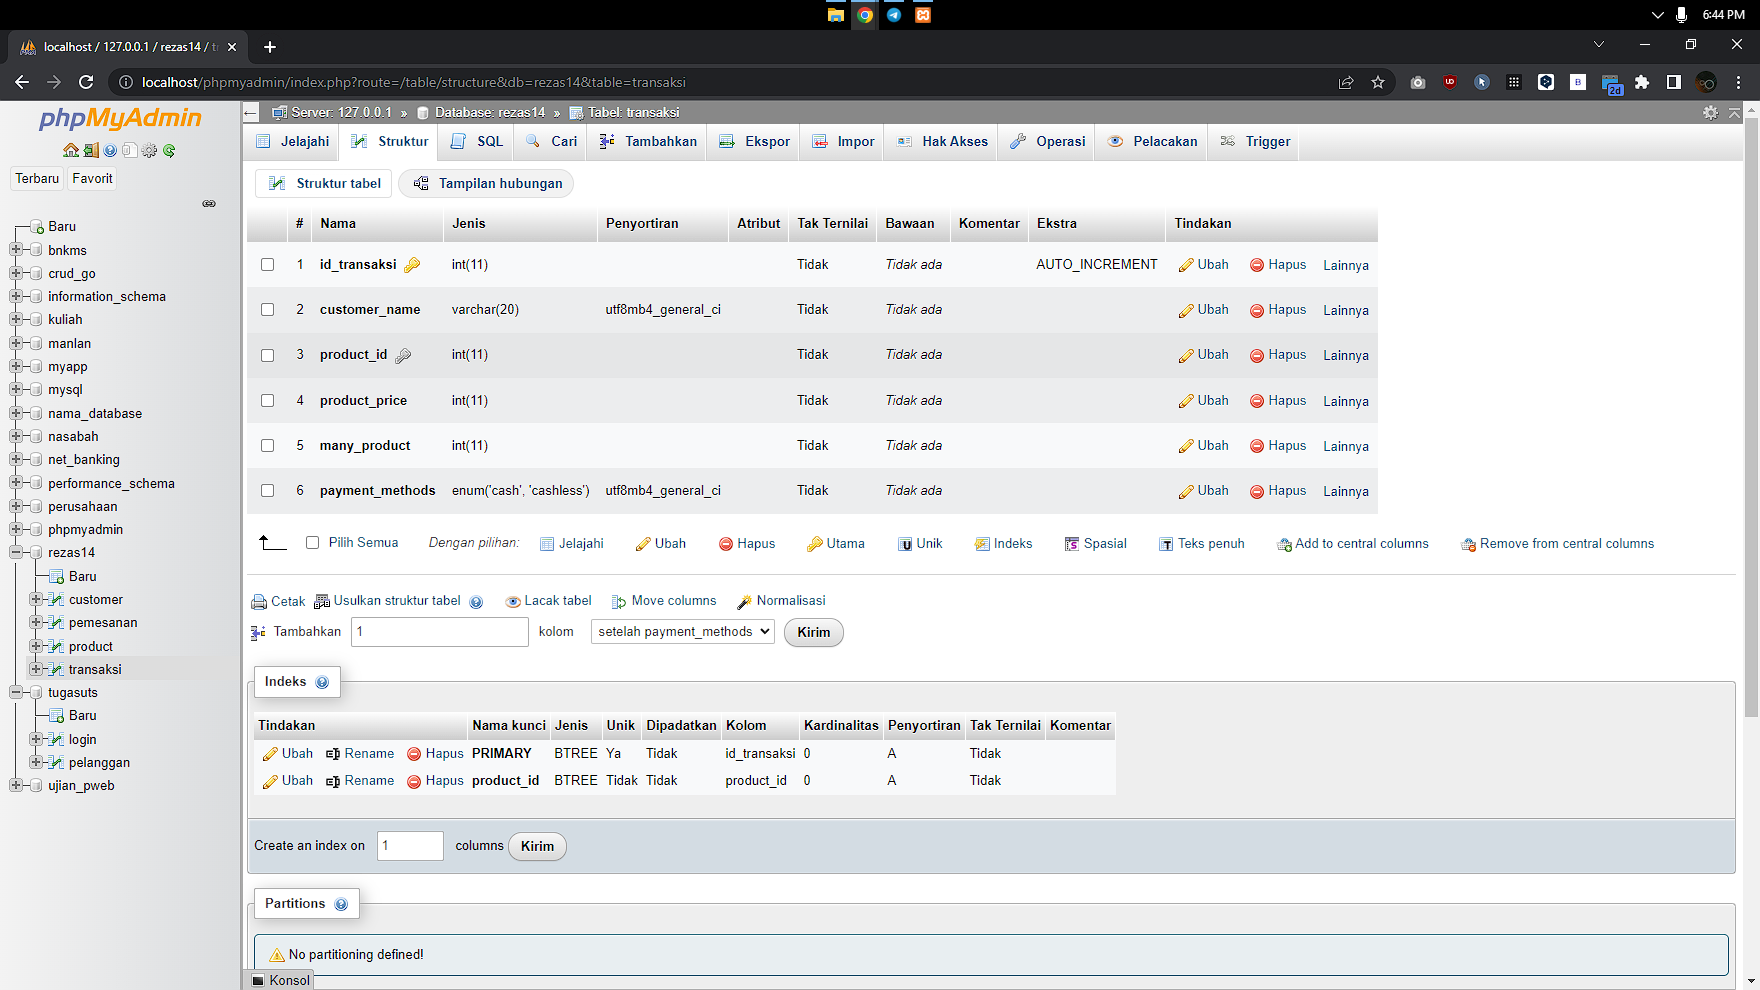 6:44 PM
localhost / 127.0.0.1 / rezas14 / t
localhost/phpmyadmin/index.php?route=/table/structure&db=rezas14&table=transaksi
UD
B
2d
phpMyAdmin
Terbaru Favorit
Baru
bnkms
crud_go
information_schema
kuliah
manlan
myapp
mysql
nama_database
nasabah
net_banking
performance_schema
perusahaan
phpmyadmin
rezas14
Baru
customer
pemesanan
product
transaksi
tugasuts
Baru
login
pelanggan
ujian_pweb
Server: 127.0.0.1 » Database: rezas14 » Tabel: transaksi
Jelajahi Struktur SQL Cari Tambahkan Ekspor Impor Hak Akses Operasi Pelacakan Trigger
Struktur tabel Tampilan hubungan
# Nama Jenis Penyortiran Atribut Tak Ternilai Bawaan Komentar Ekstra Tindakan
1 id_transaksi int(11) Tidak Tidak ada AUTO_INCREMENT Ubah Hapus Lainnya
2 customer_name varchar(20) utf8mb4_general_ci Tidak Tidak ada Ubah Hapus Lainnya
3 product_id int(11) Tidak Tidak ada Ubah Hapus Lainnya
4 product_price int(11) Tidak Tidak ada Ubah Hapus Lainnya
5 many_product int(11) Tidak Tidak ada Ubah Hapus Lainnya
6 payment_methods enum('cash', 'cashless') utf8mb4_general_ci Tidak Tidak ada Ubah Hapus Lainnya
Pilih Semua Dengan pilihan: Jelajahi Ubah Hapus Utama Unik Indeks Spasial Teks penuh Add to central columns Remove from central columns
Cetak Usulkan struktur tabel Lacak tabel Move columns Normalisasi
Tambahkan 1 kolom setelah payment_methods Kirim
Indeks
Tindakan Nama kunci Jenis Unik Dipadatkan Kolom Kardinalitas Penyortiran Tak Ternilai Komentar
Ubah Rename Hapus PRIMARY BTREE Ya Tidak id_transaksi 0 A Tidak
Ubah Rename Hapus product_id BTREE Tidak Tidak product_id 0 A Tidak
Create an index on 1 columns Kirim
Partitions
No partitioning defined!
Konsol